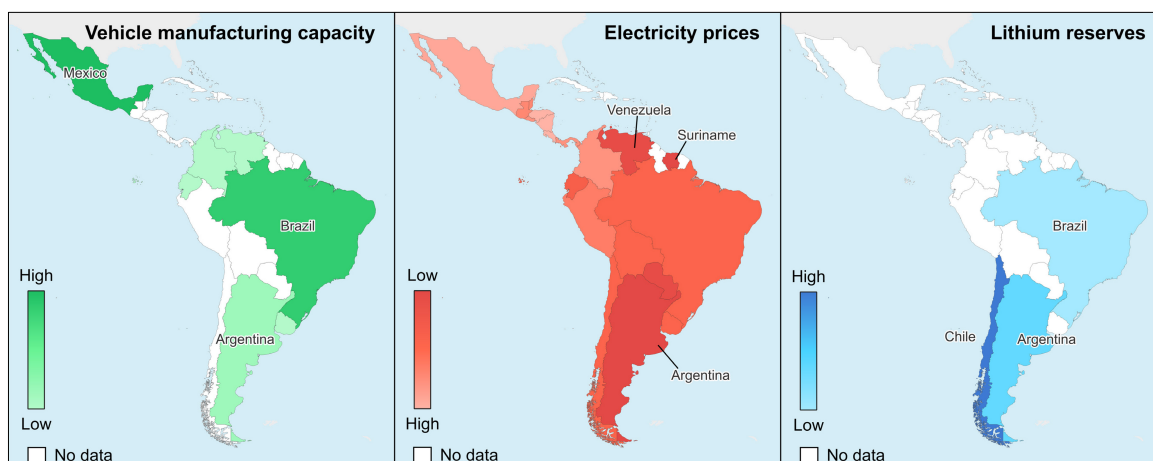 Vehicle manufacturing capacity
Mexico
Brazil
Argentina
High
Low
No data
Electricity prices
Venezuela
Suriname
Argentina
Low
High
No data
Lithium reserves
Brazil
Chile
Argentina
High
Low
No data